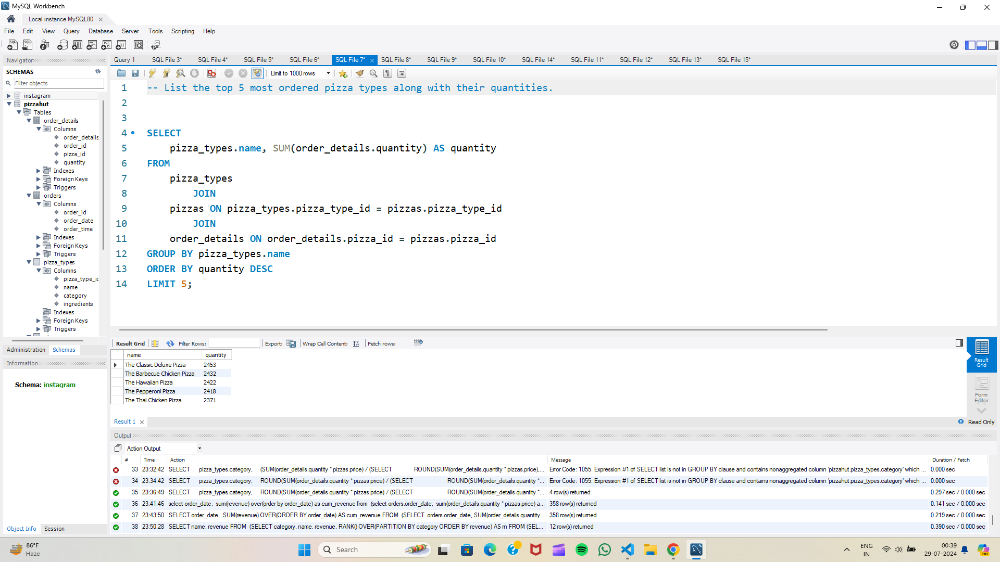 MySQL Workbench
Local instance MySQL80
File Edit View Query Database Server Tools Scripting Help
Navigator
SCHEMAS
Filter objects
instagram
pizzahut
Tables
order_details
Columns
order_details
order_id
pizza_id
quantity
Indexes
Foreign Keys
Triggers
orders
Columns
order_id
order_date
order_time
Indexes
Foreign Keys
Triggers
pizza_types
Columns
pizza_type_id
name
category
ingredients
Indexes
Foreign Keys
Triggers
Administration Schemas
Information
Schema: instagram
Object Info Session
Query 1 SQL File 3* SQL File 4* SQL File 5* SQL File 6* SQL File 7* SQL File 8* SQL File 9* SQL File 10* SQL File 14* SQL File 11* SQL File 12* SQL File 13* SQL File 15*
Limit to 1000 rows
1 -- List the top 5 most ordered pizza types along with their quantities.
2
3
4 SELECT
5 pizza_types.name, SUM(order_details.quantity) AS quantity
6 FROM
7 pizza_types
8 JOIN
9 pizzas ON pizza_types.pizza_type_id = pizzas.pizza_type_id
10 JOIN
11 order_details ON order_details.pizza_id = pizzas.pizza_id
12 GROUP BY pizza_types.name
13 ORDER BY quantity DESC
14 LIMIT 5;
Result Grid Filter Rows: Export: Wrap Cell Content: Fetch rows:
name quantity
The Classic Deluxe Pizza 2453
The Barbecue Chicken Pizza 2432
The Hawaiian Pizza 2422
The Pepperoni Pizza 2418
The Thai Chicken Pizza 2371
Result Grid
Form Editor
Result 1
Read Only
Output
Action Output
# Time Action Message Duration / Fetch
33 23:32:42 SELECT pizza_types.category, (SUM(order_details.quantity * pizzas.price) / (SELECT ROUND(SUM(order_details.quantity * pizzas.price),... Error Code: 1055. Expression #1 of SELECT list is not in GROUP BY clause and contains nonaggregated column 'pizzahut.pizza_types.category' which ... 0.000 sec
34 23:34:42 SELECT pizza_types.category, ROUND(SUM(order_details.quantity * pizzas.price) / (SELECT ROUND(SUM(order_details.quantity *... Error Code: 1055. Expression #1 of SELECT list is not in GROUP BY clause and contains nonaggregated column 'pizzahut.pizza_types.category' which ... 0.000 sec
35 23:36:49 SELECT pizza_types.category, ROUND(SUM(order_details.quantity * pizzas.price) / (SELECT ROUND(SUM(order_details.quantity *... 4 row(s) returned 0.297 sec / 0.000 sec
36 23:41:46 select order_date, sum(revenue) over(order by order_date) as cum_revenue from (select orders.order_date, sum(order_details.quantity * pizzas.price) a... 358 row(s) returned 0.141 sec / 0.000 sec
37 23:43:50 SELECT order_date, SUM(revenue) OVER(ORDER BY order_date) AS cum_revenue FROM (SELECT orders.order_date, SUM(order_details.quantity... 358 row(s) returned 0.219 sec / 0.000 sec
38 23:50:28 SELECT name, revenue FROM (SELECT category, name, revenue, RANK() OVER(PARTITION BY category ORDER BY revenue) AS rn FROM (SEL... 12 row(s) returned 0.390 sec / 0.000 sec
86°F
Haze
Search
ENG
IN
00:39
29-07-2024